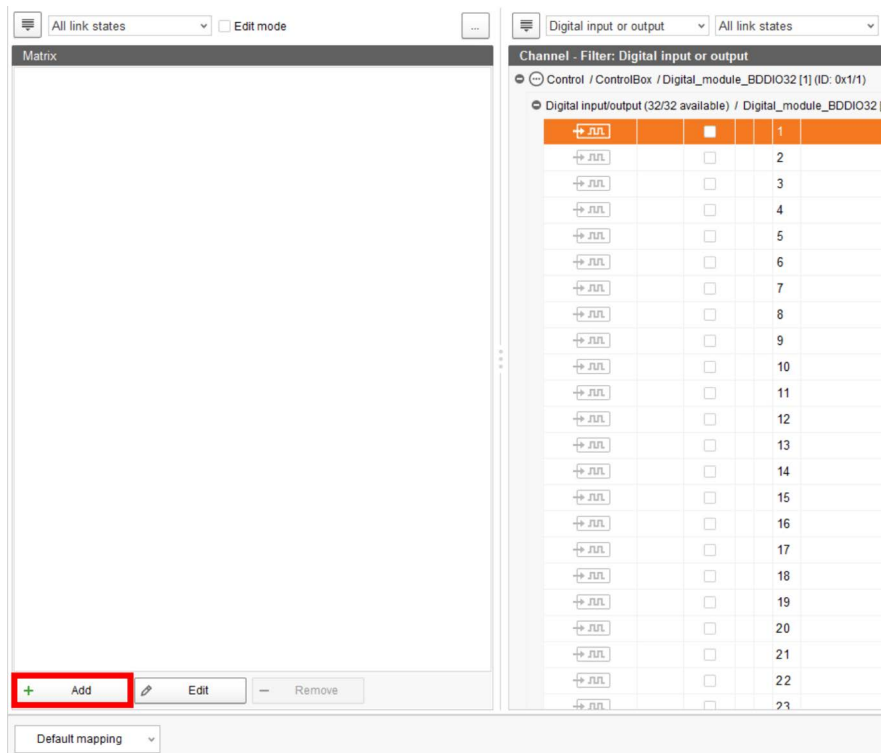 All link states
Edit mode
...
Digital input or output
All link states
Matrix
Channel - Filter: Digital input or output
Control / ControlBox / Digital_module_BDDIO32 [1] (ID: 0x1/1)
Digital input/output (32/32 available) / Digital_module_BDDIO32 [
1
2
3
4
5
6
7
8
9
10
11
12
13
14
15
16
17
18
19
20
21
22
23
+ Add
Edit
− Remove
Default mapping